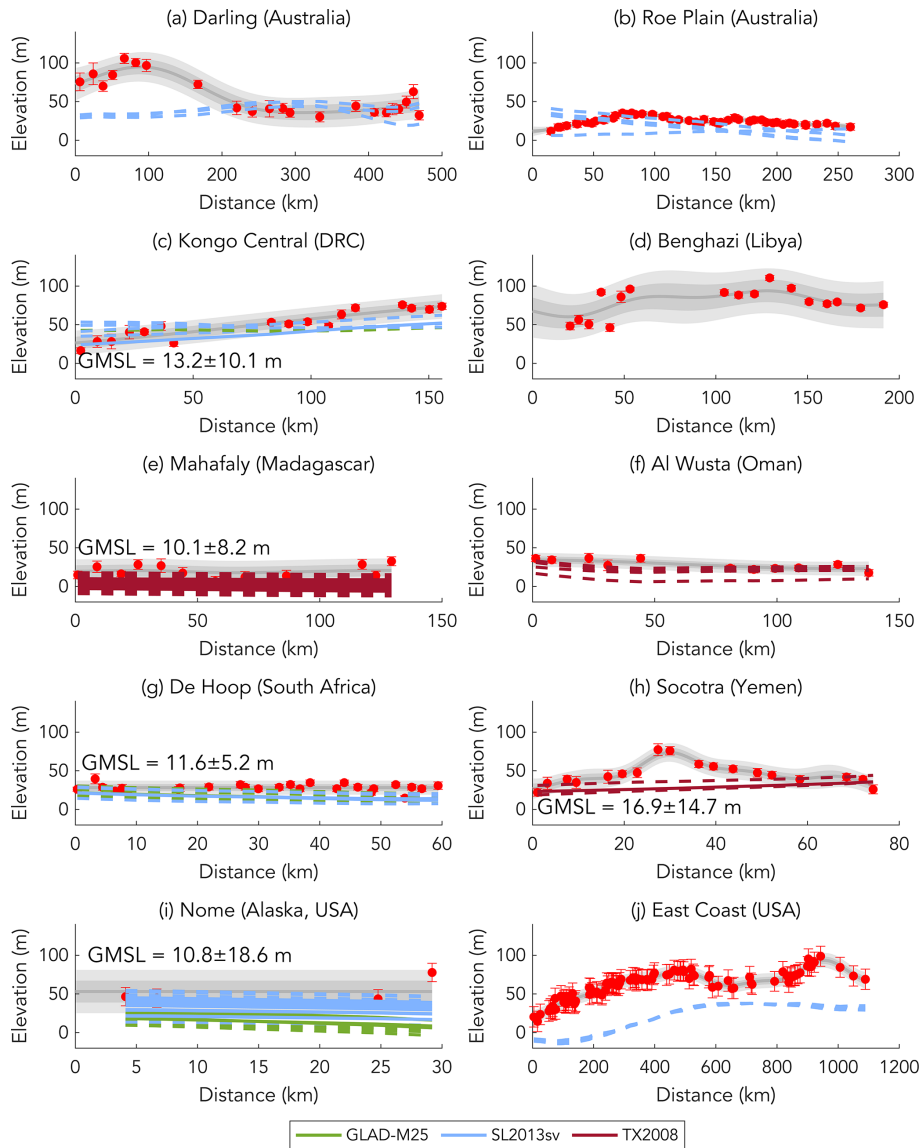 (a) Darling (Australia)
Elevation (m)
100
50
0
0 100 200 300 400 500
Distance (km)
(b) Roe Plain (Australia)
Elevation (m)
100
50
0
0 50 100 150 200 250 300
Distance (km)
(c) Kongo Central (DRC)
Elevation (m)
100
50
0
GMSL = 13.2±10.1 m
0 50 100 150
Distance (km)
(d) Benghazi (Libya)
Elevation (m)
100
50
0
0 50 100 150 200
Distance (km)
(e) Mahafaly (Madagascar)
Elevation (m)
100
50
0
GMSL = 10.1±8.2 m
0 50 100 150
Distance (km)
(f) Al Wusta (Oman)
Elevation (m)
100
50
0
0 50 100 150
Distance (km)
(g) De Hoop (South Africa)
Elevation (m)
100
50
0
GMSL = 11.6±5.2 m
0 10 20 30 40 50 60
Distance (km)
(h) Socotra (Yemen)
Elevation (m)
100
50
0
GMSL = 16.9±14.7 m
0 20 40 60 80
Distance (km)
(i) Nome (Alaska, USA)
Elevation (m)
100
50
0
GMSL = 10.8±18.6 m
5 10 15 20 25 30
Distance (km)
(j) East Coast (USA)
Elevation (m)
100
50
0
0 200 400 600 800 1000 1200
Distance (km)
GLAD-M25 SL2013sv TX2008